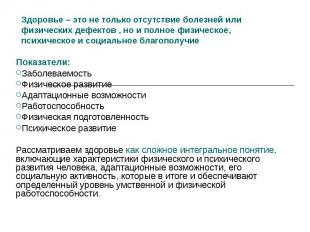 Здоровье – это не только отсутствие болезней или
физических дефектов , но и полное физическое,
психическое и социальное благополучие
Показатели:
Заболеваемость
Физическое развитие
Адаптационные возможности
Работоспособность
Физическая подготовленность
Психическое развитие
Рассматриваем здоровье как сложное интегральное понятие,
включающие характеристики физического и психического
развития человека, адаптационные возможности, его
социальную активность, которые в итоге и обеспечивают
определенный уровень умственной и физической
работоспособности.